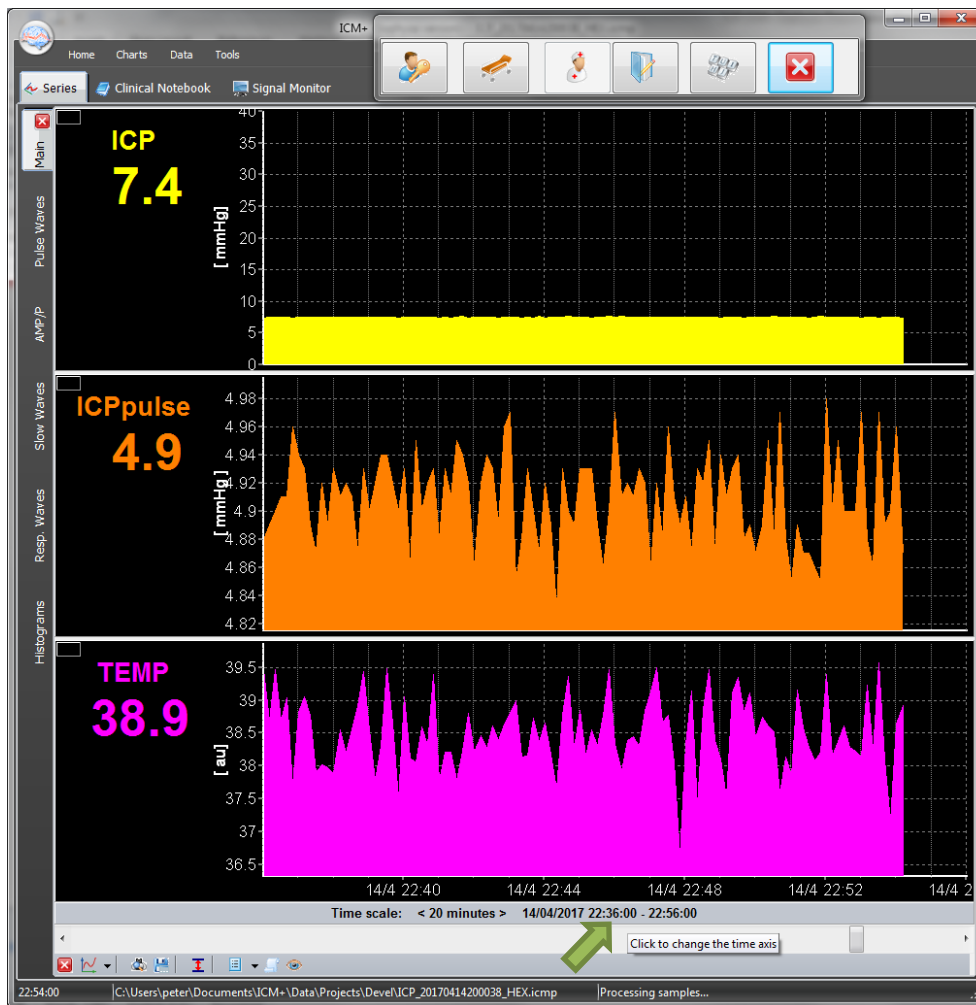 ICM+
Home Charts Data Tools
Series Clinical Notebook Signal Monitor
Main
Pulse Waves
AMP/P
Slow Waves
Resp. Waves
Histograms
ICP
7.4
[ mmHg ]
40
35
30
25
20
15
10
5
0
ICPpulse
4.9
[ mmHg ]
4.98
4.96
4.94
4.92
4.9
4.88
4.86
4.84
4.82
TEMP
38.9
[ au ]
39.5
39
38.5
38
37.5
37
36.5
14/4 22:40 14/4 22:44 14/4 22:48 14/4 22:52 14/4 2
Time scale: < 20 minutes > 14/04/2017 22:36:00 - 22:56:00
Click to change the time axis
22:54:00 C:\Users\peter\Documents\ICM+\Data\Projects\Devel\ICP_20170414200038_HEX.icmp Processing samples...